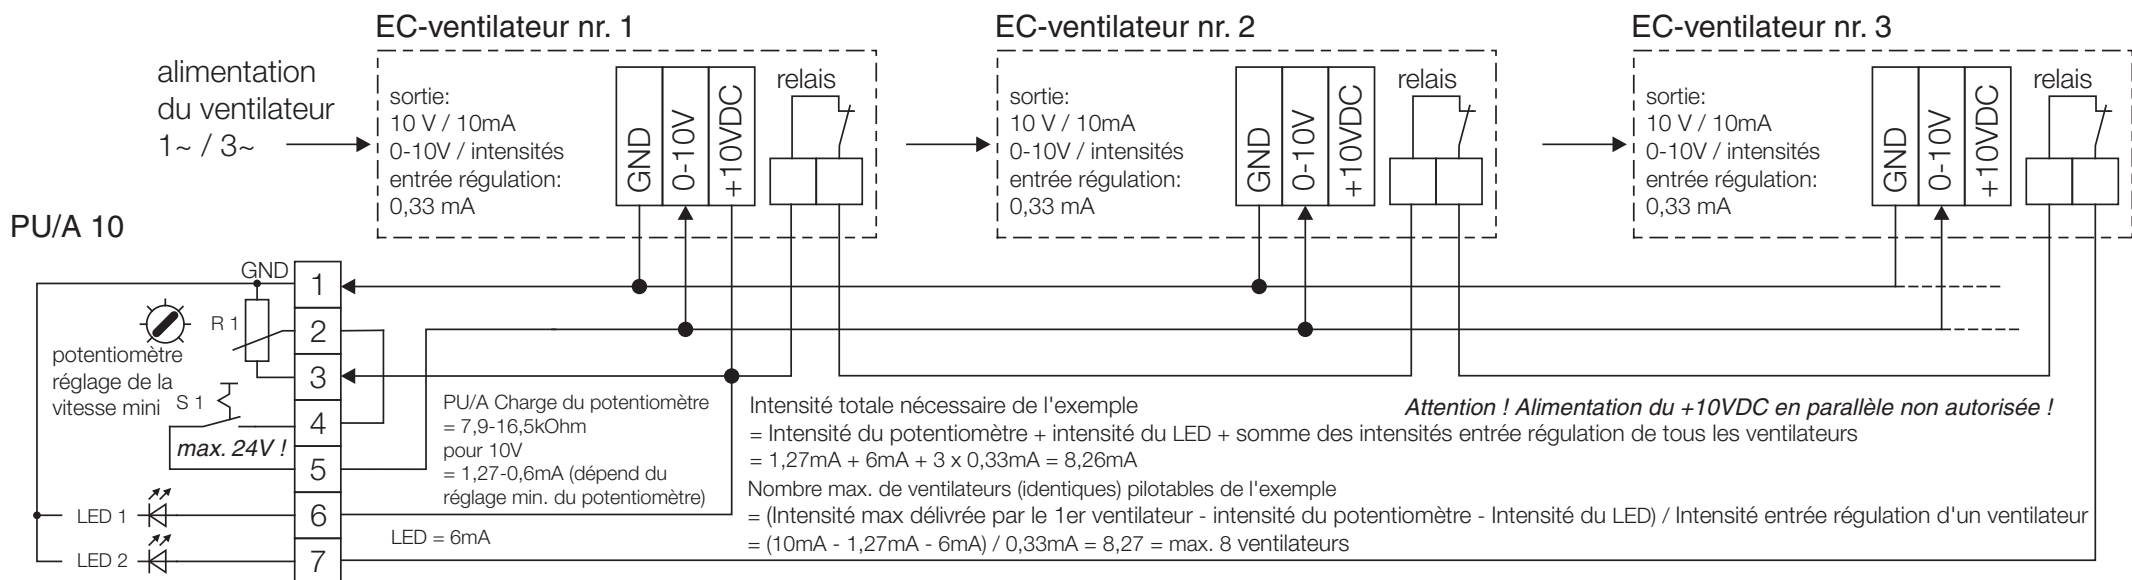 EC-ventilateur nr. 1
EC-ventilateur nr. 2
EC-ventilateur nr. 3
alimentation
du ventilateur
1~ / 3~
sortie:
10 V / 10mA
0-10V / intensités
entrée régulation:
0,33 mA
GND
0-10V
+10VDC
relais
sortie:
10 V / 10mA
0-10V / intensités
entrée régulation:
0,33 mA
GND
0-10V
+10VDC
relais
sortie:
10 V / 10mA
0-10V / intensités
entrée régulation:
0,33 mA
GND
0-10V
+10VDC
relais
PU/A 10
GND
1
R 1
2
potentiomètre
réglage de la
vitesse mini
3
S 1
4
max. 24V !
5
LED 1
6
LED 2
7
PU/A Charge du potentiomètre
= 7,9-16,5kOhm
pour 10V
= 1,27-0,6mA (dépend du
réglage min. du potentiomètre)
LED = 6mA
Intensité totale nécessaire de l'exemple
Attention ! Alimentation du +10VDC en parallèle non autorisée !
= Intensité du potentiomètre + intensité du LED + somme des intensités entrée régulation de tous les ventilateurs
= 1,27mA + 6mA + 3 x 0,33mA = 8,26mA
Nombre max. de ventilateurs (identiques) pilotables de l'exemple
= (Intensité max délivrée par le 1er ventilateur - intensité du potentiomètre - Intensité du LED) / Intensité entrée régulation d'un ventilateur
= (10mA - 1,27mA - 6mA) / 0,33mA = 8,27 = max. 8 ventilateurs